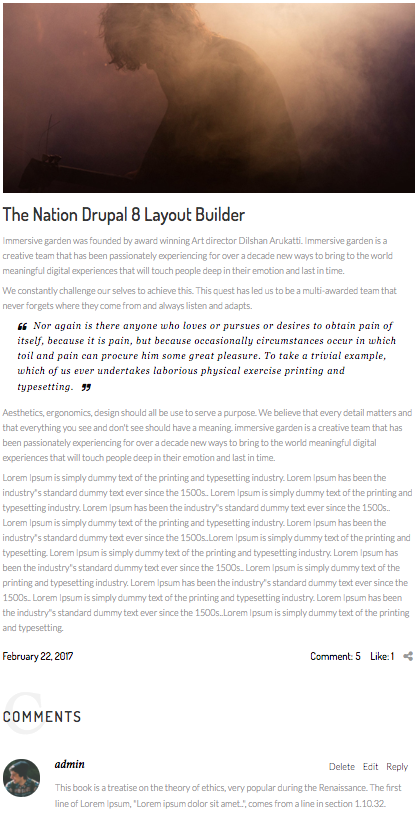 The Nation Drupal 8 Layout Builder
Immersive garden was founded by award winning Art director Dilshan Arukatti. Immersive garden is a
creative team that has been passionately experiencing for over a decade new ways to bring to the world
meaningful digital experiences that will touch people deep in their emotion and last in time.
We constantly challenge our selves to achieve this. This quest has led us to be a multi-awarded team that
never forgets where they come from and always listen and adapts.
❝ Nor again is there anyone who loves or pursues or desires to obtain pain of
itself, because it is pain, but because occasionally circumstances occur in which
toil and pain can procure him some great pleasure. To take a trivial example,
which of us ever undertakes laborious physical exercise printing and
typesetting. ❞
Aesthetics, ergonomics, design should all be use to serve a purpose. We believe that every detail matters and
that everything you see and don't see should have a meaning. immersive garden is a creative team that has
been passionately experiencing for over a decade new ways to bring to the world meaningful digital
experiences that will touch people deep in their emotion and last in time.
Lorem Ipsum is simply dummy text of the printing and typesetting industry. Lorem Ipsum has been the
industry"s standard dummy text ever since the 1500s.. Lorem Ipsum is simply dummy text of the printing and
typesetting industry. Lorem Ipsum has been the industry"s standard dummy text ever since the 1500s..
Lorem Ipsum is simply dummy text of the printing and typesetting industry. Lorem Ipsum has been the
industry"s standard dummy text ever since the 1500s..Lorem Ipsum is simply dummy text of the printing and
typesetting. Lorem Ipsum is simply dummy text of the printing and typesetting industry. Lorem Ipsum has
been the industry"s standard dummy text ever since the 1500s.. Lorem Ipsum is simply dummy text of the
printing and typesetting industry. Lorem Ipsum has been the industry"s standard dummy text ever since the
1500s.. Lorem Ipsum is simply dummy text of the printing and typesetting industry. Lorem Ipsum has been
the industry"s standard dummy text ever since the 1500s..Lorem Ipsum is simply dummy text of the printing
and typesetting.
February 22, 2017 Comment: 5 Like: 1
C
COMMENTS
admin Delete Edit Reply
This book is a treatise on the theory of ethics, very popular during the Renaissance. The first
line of Lorem Ipsum, "Lorem ipsum dolor sit amet..", comes from a line in section 1.10.32.